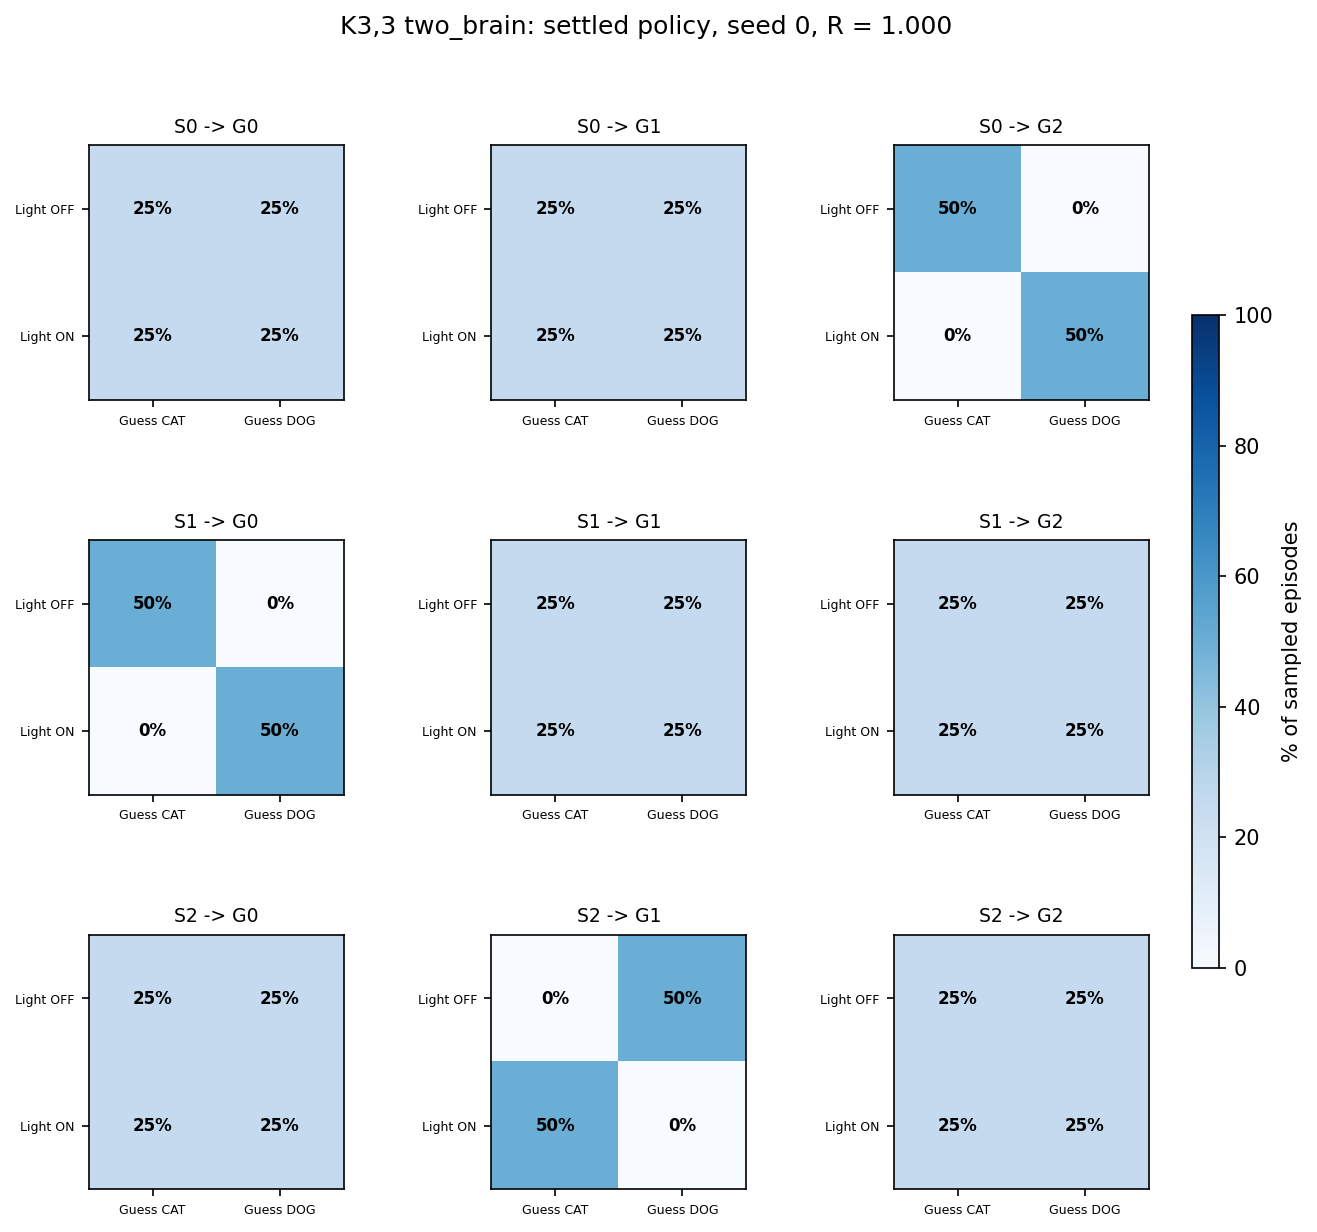 K3,3 two_brain: settled policy, seed 0, R = 1.000
S0 -> G0
S0 -> G1
S0 -> G2
Light OFF
25%
25%
Light OFF
25%
25%
Light OFF
50%
0%
Light ON
25%
25%
Light ON
25%
25%
Light ON
0%
50%
Guess CAT
Guess DOG
Guess CAT
Guess DOG
Guess CAT
Guess DOG
S1 -> G0
S1 -> G1
S1 -> G2
Light OFF
50%
0%
Light OFF
25%
25%
Light OFF
25%
25%
Light ON
0%
50%
Light ON
25%
25%
Light ON
25%
25%
Guess CAT
Guess DOG
Guess CAT
Guess DOG
Guess CAT
Guess DOG
S2 -> G0
S2 -> G1
S2 -> G2
Light OFF
25%
25%
Light OFF
0%
50%
Light OFF
25%
25%
Light ON
25%
25%
Light ON
50%
0%
Light ON
25%
25%
Guess CAT
Guess DOG
Guess CAT
Guess DOG
Guess CAT
Guess DOG
100
80
60
40
20
0
% of sampled episodes